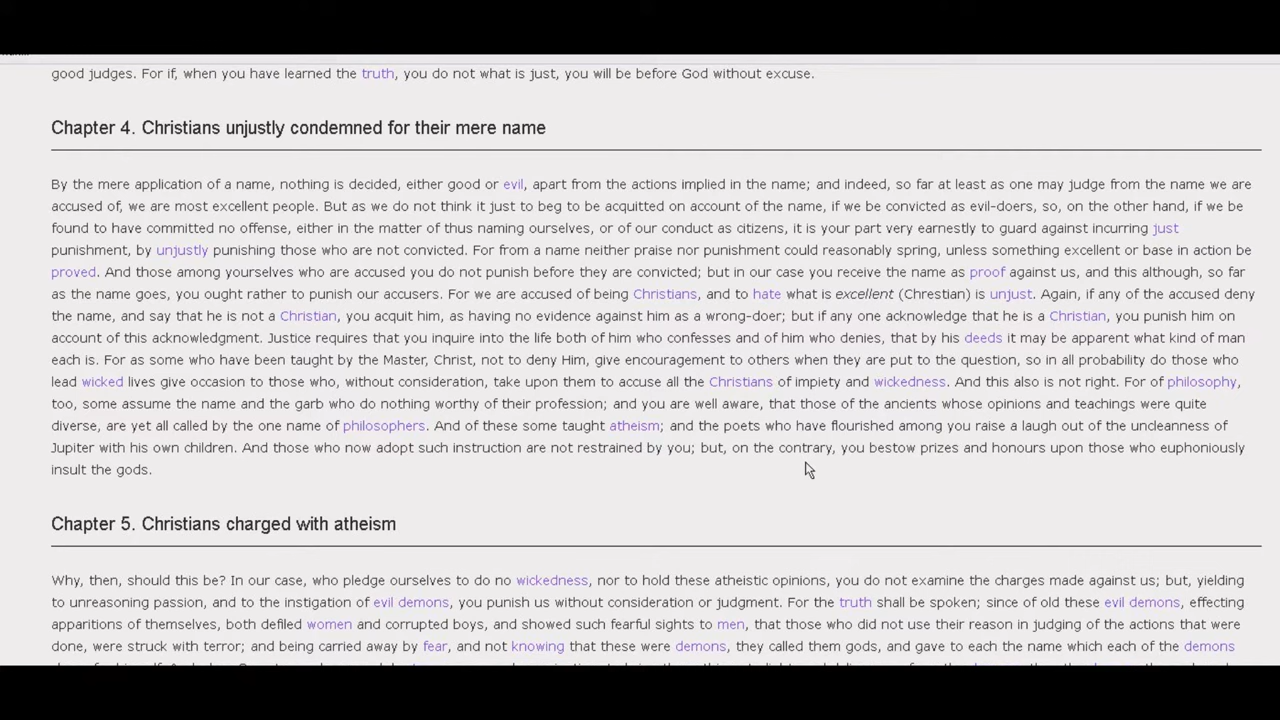 good judges. For if, when you have learned the truth, you do not what is just, you will be before God without excuse.
Chapter 4. Christians unjustly condemned for their mere name
By the mere application of a name, nothing is decided, either good or evil, apart from the actions implied in the name; and indeed, so far at least as one may judge from the name we are
accused of, we are most excellent people. But as we do not think it just to beg to be acquitted on account of the name, if we be convicted as evil-doers, so, on the other hand, if we be
found to have committed no offense, either in the matter of thus naming ourselves, or of our conduct as citizens, it is your part very earnestly to guard against incurring just
punishment, by unjustly punishing those who are not convicted. For from a name neither praise nor punishment could reasonably spring, unless something excellent or base in action be
proved. And those among yourselves who are accused you do not punish before they are convicted; but in our case you receive the name as proof against us, and this although, so far
as the name goes, you ought rather to punish our accusers. For we are accused of being Christians, and to hate what is excellent (Chrestian) is unjust. Again, if any of the accused deny
the name, and say that he is not a Christian, you acquit him, as having no evidence against him as a wrong-doer; but if any one acknowledge that he is a Christian, you punish him on
account of this acknowledgment. Justice requires that you inquire into the life both of him who confesses and of him who denies, that by his deeds it may be apparent what kind of man
each is. For as some who have been taught by the Master, Christ, not to deny Him, give encouragement to others when they are put to the question, so in all probability do those who
lead wicked lives give occasion to those who, without consideration, take upon them to accuse all the Christians of impiety and wickedness. And this also is not right. For of philosophy,
too, some assume the name and the garb who do nothing worthy of their profession; and you are well aware, that those of the ancients whose opinions and teachings were quite
diverse, are yet all called by the one name of philosophers. And of these some taught atheism; and the poets who have flourished among you raise a laugh out of the uncleanness of
Jupiter with his own children. And those who now adopt such instruction are not restrained by you; but, on the contrary, you bestow prizes and honours upon those who euphoniously
insult the gods.
Chapter 5. Christians charged with atheism
Why, then, should this be? In our case, who pledge ourselves to do no wickedness, nor to hold these atheistic opinions, you do not examine the charges made against us; but, yielding
to unreasoning passion, and to the instigation of evil demons, you punish us without consideration or judgment. For the truth shall be spoken; since of old these evil demons, effecting
apparitions of themselves, both defiled women and corrupted boys, and showed such fearful sights to men, that those who did not use their reason in judging of the actions that were
done, were struck with terror; and being carried away by fear, and not knowing that these were demons, they called them gods, and gave to each the name which each of the demons